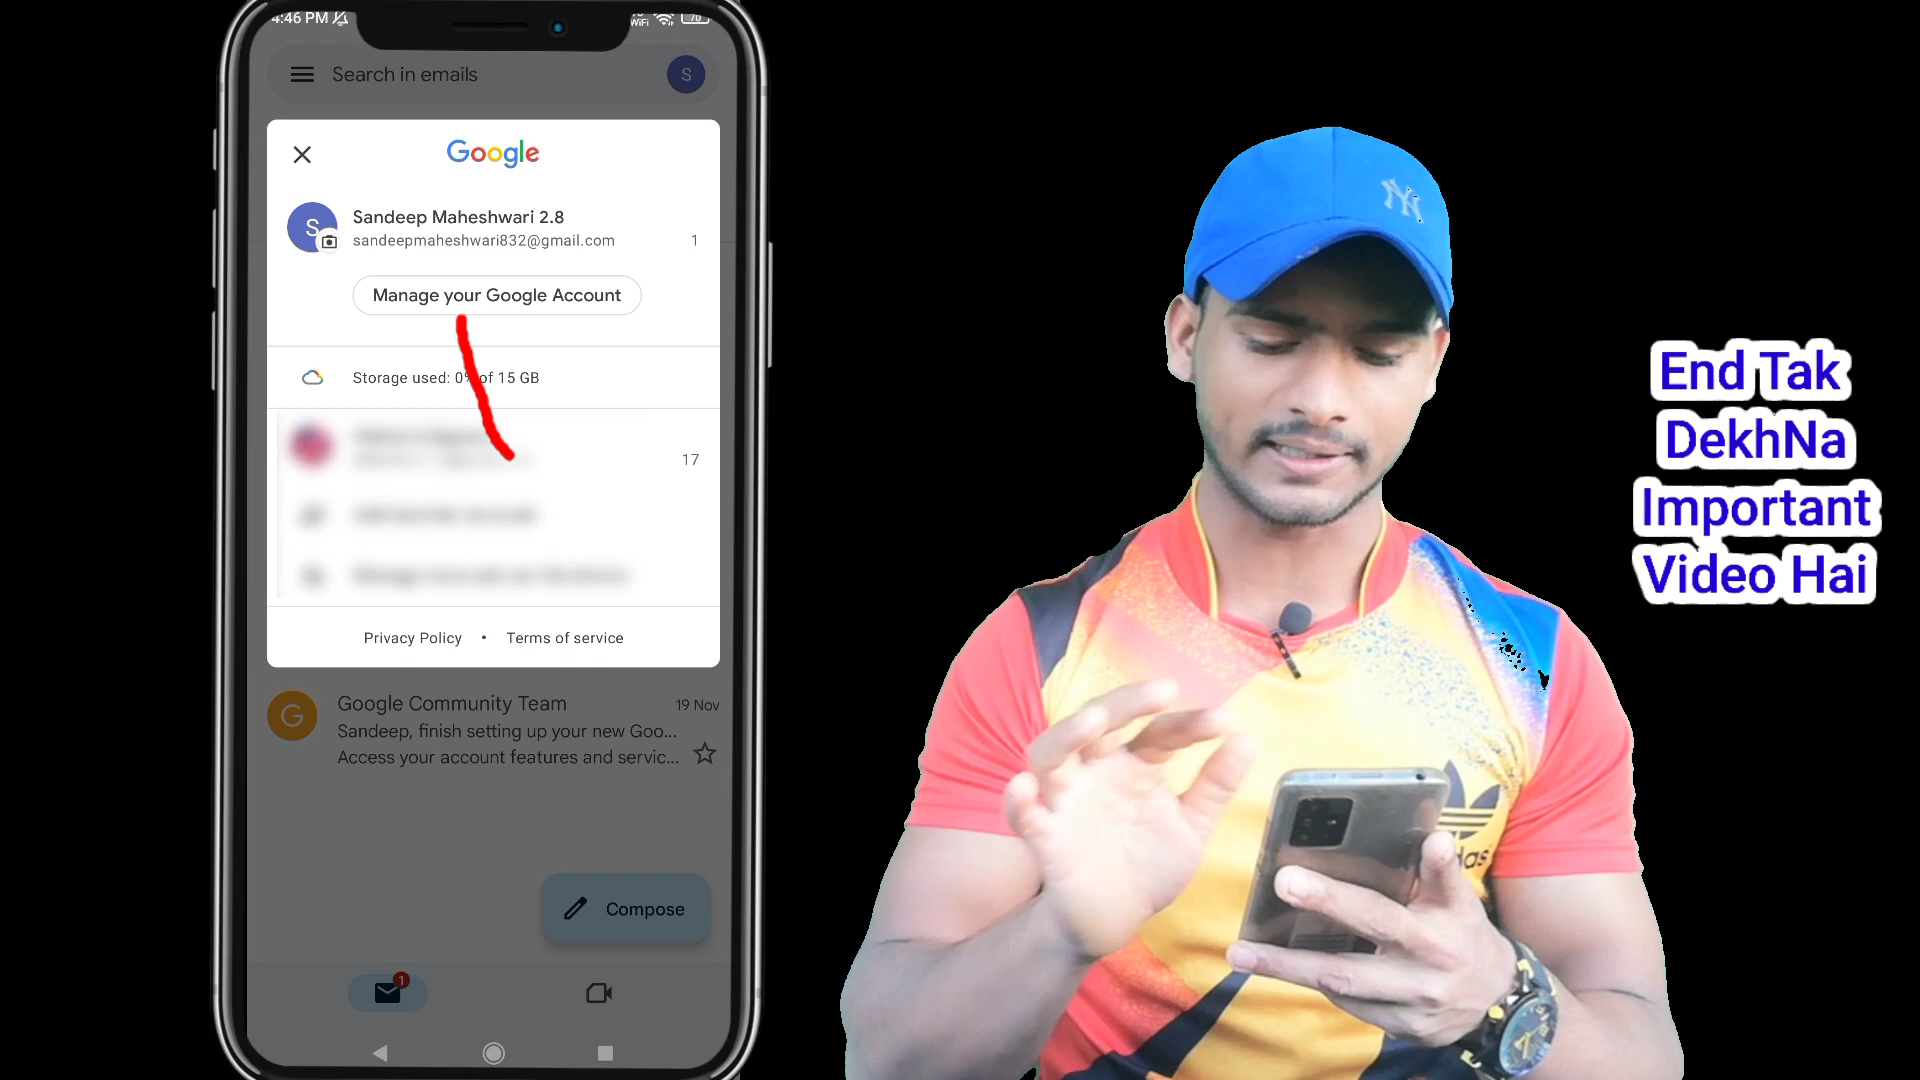 4:46 PM
WiFi
70
Search in emails
S
Google
S
Sandeep Maheshwari 2.8
sandeepmaheshwari832@gmail.com
1
Manage your Google Account
Storage used: 0% of 15 GB
17
Privacy Policy • Terms of service
G
Google Community Team
19 Nov
Sandeep, finish setting up your new Goo...
Access your account features and servic...
Compose
1
NY
End Tak
DekhNa
Important
Video Hai